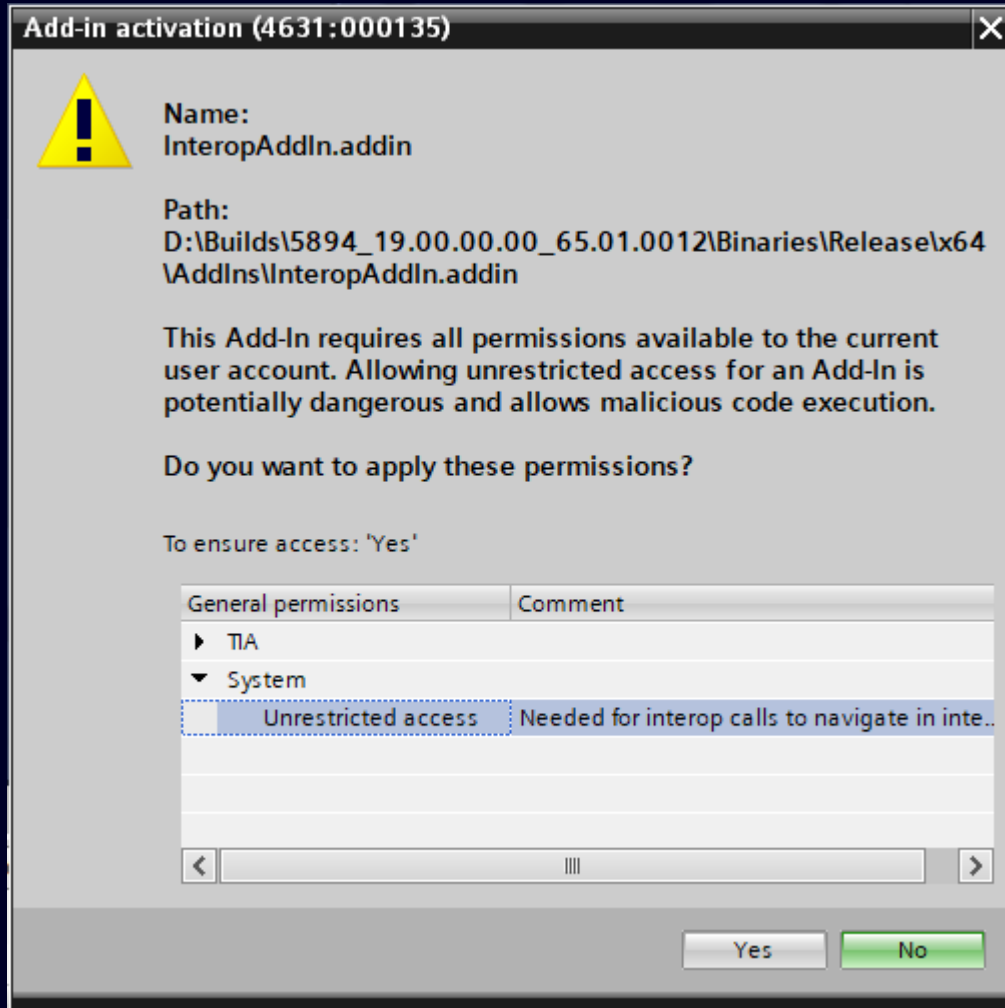 Add-in activation (4631:000135)
Name:
InteropAddIn.addin
Path:
D:\Builds\5894_19.00.00.00_65.01.0012\Binaries\Release\x64
\AddIns\InteropAddIn.addin
This Add-In requires all permissions available to the current
user account. Allowing unrestricted access for an Add-In is
potentially dangerous and allows malicious code execution.
Do you want to apply these permissions?
To ensure access: 'Yes'
General permissions Comment
TIA
System
Unrestricted access Needed for interop calls to navigate in inte..
Yes No